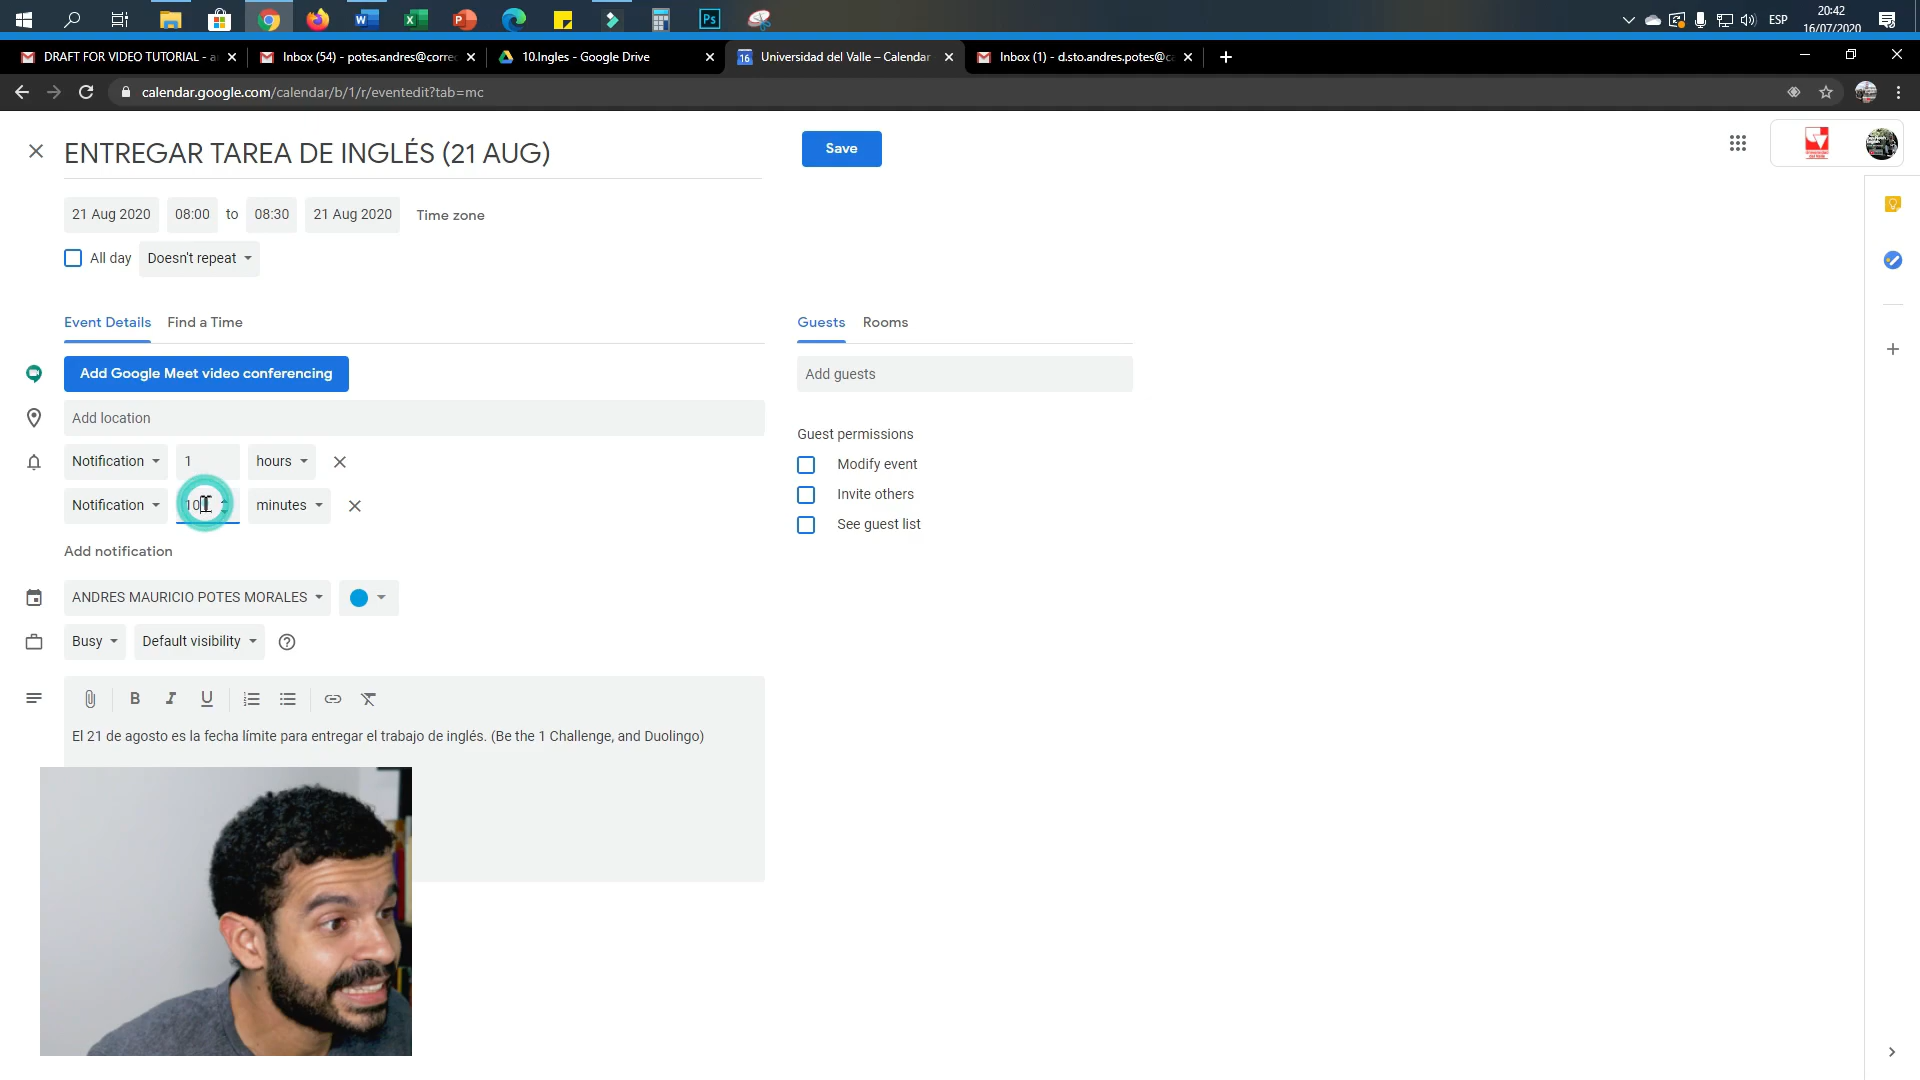 20:42
ESP
16/07/2020
DRAFT FOR VIDEO TUTORIAL - a
Inbox (54) - potes.andres@corre
10.Ingles - Google Drive
Universidad del Valle – Calendar
Inbox (1) - d.sto.andres.potes@c
calendar.google.com/calendar/b/1/r/eventedit?tab=mc
ENTREGAR TAREA DE INGLÉS (21 AUG)
Save
21 Aug 2020 08:00 to 08:30 21 Aug 2020 Time zone
All day Doesn't repeat
Event Details Find a Time
Guests Rooms
Add Google Meet video conferencing
Add guests
Add location
Guest permissions
Notification 1 hours
Modify event
Invite others
Notification 10 minutes
See guest list
Add notification
ANDRES MAURICIO POTES MORALES
Busy Default visibility
B I U
El 21 de agosto es la fecha límite para entregar el trabajo de inglés. (Be the 1 Challenge, and Duolingo)